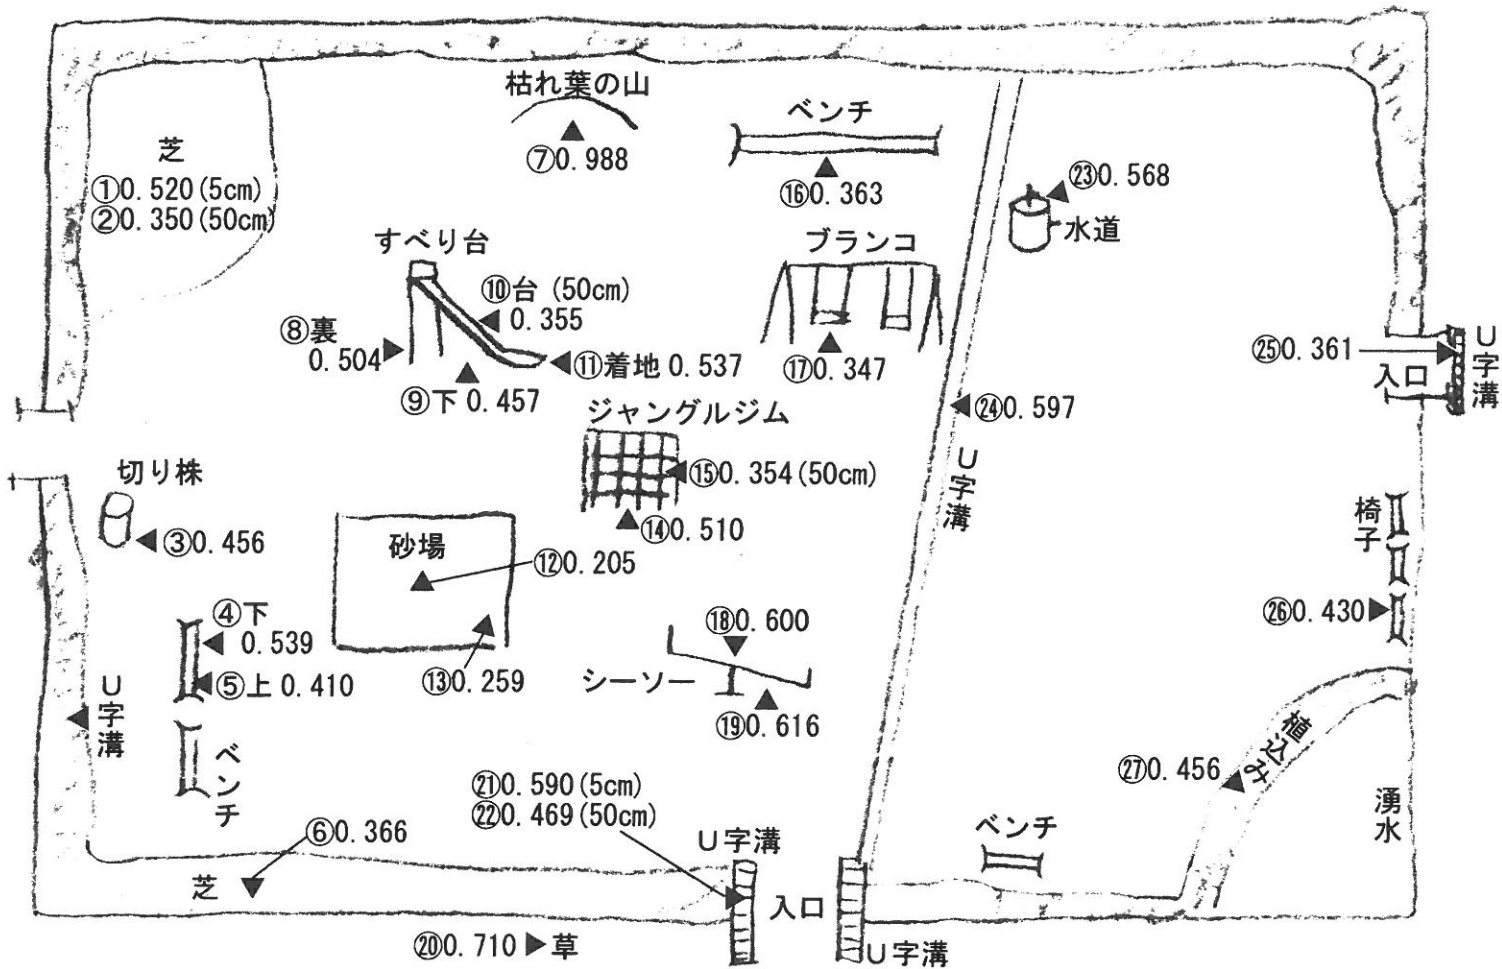 枯れ葉の山
⑦0.988
ベンチ
⑯0.363
芝
①0.520(5cm)
②0.350(50cm)
㉓0.568
水道
すべり台
⑩台 (50cm)
0.355
⑧裏
0.504
⑪着地 0.537
⑨下 0.457
ブランコ
⑰0.347
㉕0.361
入口
U字溝
㉔0.597
U字溝
ジャングルジム
⑮0.354(50cm)
⑭0.510
切り株
③0.456
砂場
⑫0.205
⑬0.259
④下
0.539
⑤上 0.410
U字溝
ベンチ
⑱0.600
シーソー
⑲0.616
椅子
㉖0.430
㉗0.456
植込み
湧水
㉑0.590(5cm)
㉒0.469(50cm)
⑥0.366
芝
U字溝
入口
U字溝
ベンチ
⑳0.710
草